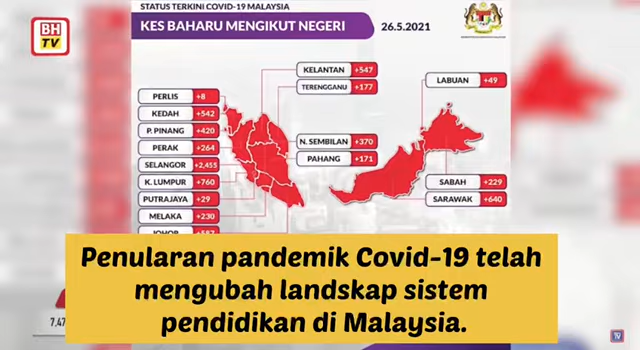 STATUS TERKINI COVID-19 MALAYSIA
KES BAHARU MENGIKUT NEGERI
26.5.2021
BH
TV
KELANTAN +547
TERENGGANU +177
LABUAN +49
PERLIS +8
KEDAH +542
P. PINANG +420
PERAK +264
SELANGOR +2,455
K. LUMPUR +760
PUTRAJAYA +29
MELAKA +230
JOHOR +587
N. SEMBILAN +370
PAHANG +171
SABAH +229
SARAWAK +640
Penularan pandemik Covid-19 telah
mengubah landskap sistem
pendidikan di Malaysia.
7,47